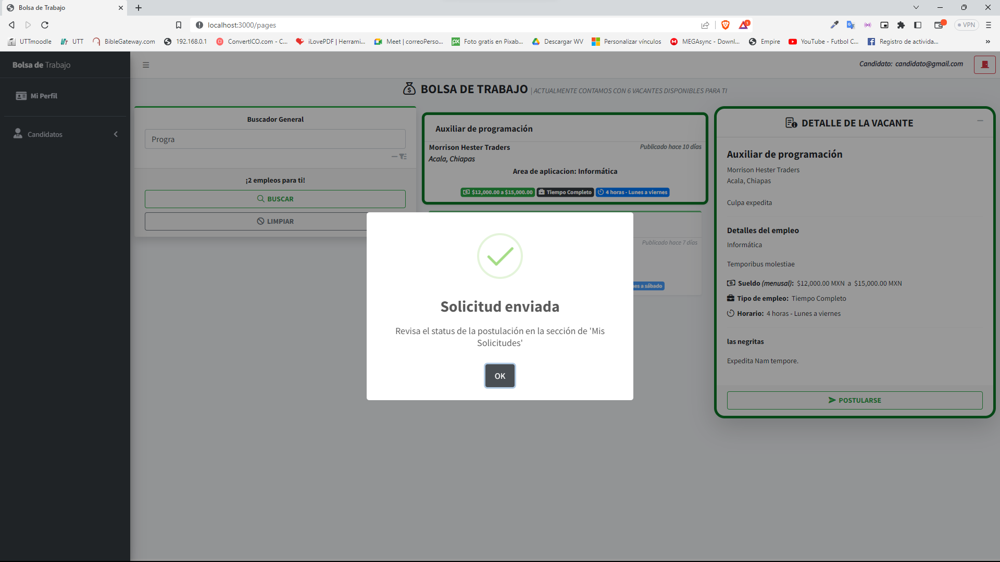 Bolsa de Trabajo
localhost:3000/pages
1
VPN
UTTmoodle
UTT
BibleGateway.com
192.168.0.1
ConvertICO.com - C...
iLovePDF | Herrami...
Meet | correoPerso...
Foto gratis en Pixab...
Descargar WV
Personalizar vínculos
MEGAsync - Downl...
Empire
YouTube - Futbol C...
Registro de activida...
»
Bolsa de Trabajo
Candidato: candidato@gmail.com
Mi Perfil
Candidatos
BOLSA DE TRABAJO | ACTUALMENTE CONTAMOS CON 6 VACANTES DISPONIBLES PARA TI
Buscador General
Progra
¡2 empleos para ti!
BUSCAR
LIMPIAR
Auxiliar de programación
Morrison Hester Traders
Publicado hace 10 días
Acala, Chiapas
Area de aplicacion: Informática
$12,000.00 a $15,000.00
Tiempo Completo
4 horas - Lunes a viernes
Publicado hace 7 días
es a sábado
Solicitud enviada
Revisa el status de la postulación en la sección de 'Mis
Solicitudes'
OK
DETALLE DE LA VACANTE
Auxiliar de programación
Morrison Hester Traders
Acala, Chiapas
Culpa expedita
Detalles del empleo
Informática
Temporibus molestiae
Sueldo (menusal): $12,000.00 MXN a $15,000.00 MXN
Tipo de empleo: Tiempo Completo
Horario: 4 horas - Lunes a viernes
las negritas
Expedita Nam tempore.
POSTULARSE